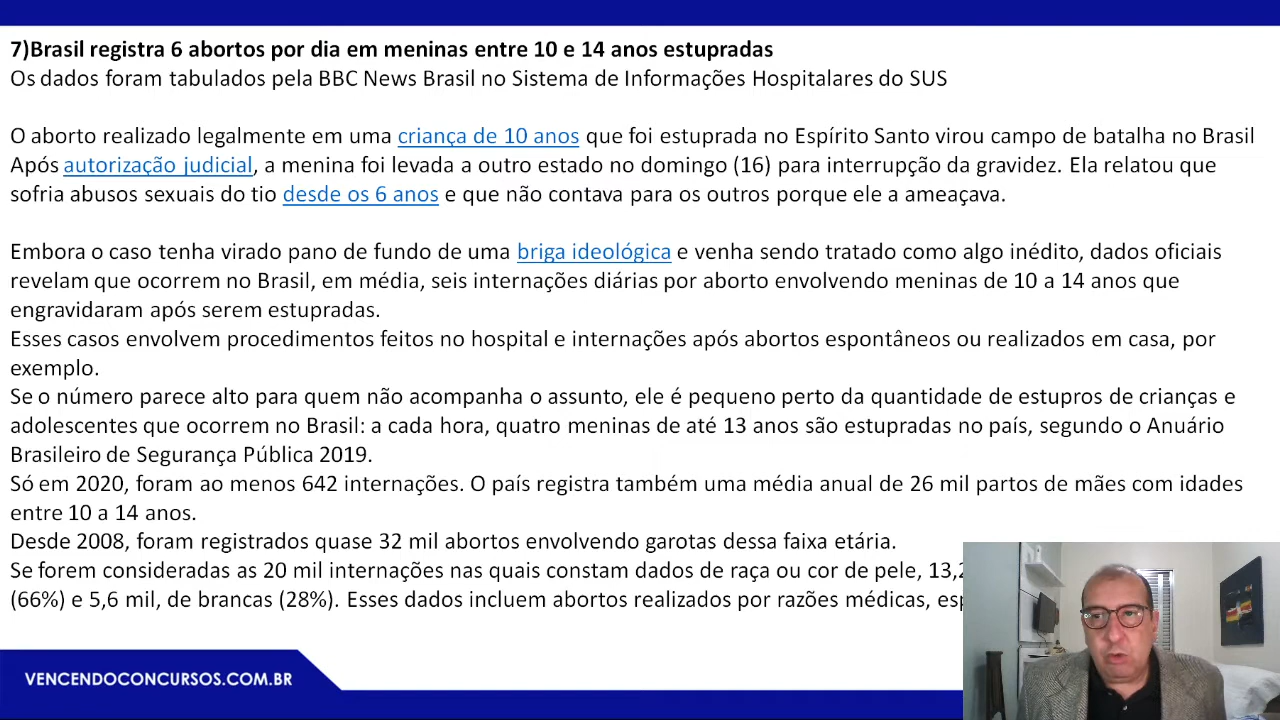 7)Brasil registra 6 abortos por dia em meninas entre 10 e 14 anos estupradas
Os dados foram tabulados pela BBC News Brasil no Sistema de Informações Hospitalares do SUS
O aborto realizado legalmente em uma criança de 10 anos que foi estuprada no Espírito Santo virou campo de batalha no Brasil
Após autorização judicial, a menina foi levada a outro estado no domingo (16) para interrupção da gravidez. Ela relatou que
sofria abusos sexuais do tio desde os 6 anos e que não contava para os outros porque ele a ameaçava.
Embora o caso tenha virado pano de fundo de uma briga ideológica e venha sendo tratado como algo inédito, dados oficiais
revelam que ocorrem no Brasil, em média, seis internações diárias por aborto envolvendo meninas de 10 a 14 anos que
engravidaram após serem estupradas.
Esses casos envolvem procedimentos feitos no hospital e internações após abortos espontâneos ou realizados em casa, por
exemplo.
Se o número parece alto para quem não acompanha o assunto, ele é pequeno perto da quantidade de estupros de crianças e
adolescentes que ocorrem no Brasil: a cada hora, quatro meninas de até 13 anos são estupradas no país, segundo o Anuário
Brasileiro de Segurança Pública 2019.
Só em 2020, foram ao menos 642 internações. O país registra também uma média anual de 26 mil partos de mães com idades
entre 10 a 14 anos.
Desde 2008, foram registrados quase 32 mil abortos envolvendo garotas dessa faixa etária.
Se forem consideradas as 20 mil internações nas quais constam dados de raça ou cor de pele, 13,2
(66%) e 5,6 mil, de brancas (28%). Esses dados incluem abortos realizados por razões médicas,
VENCENDOCONCURSOS.COM.BR